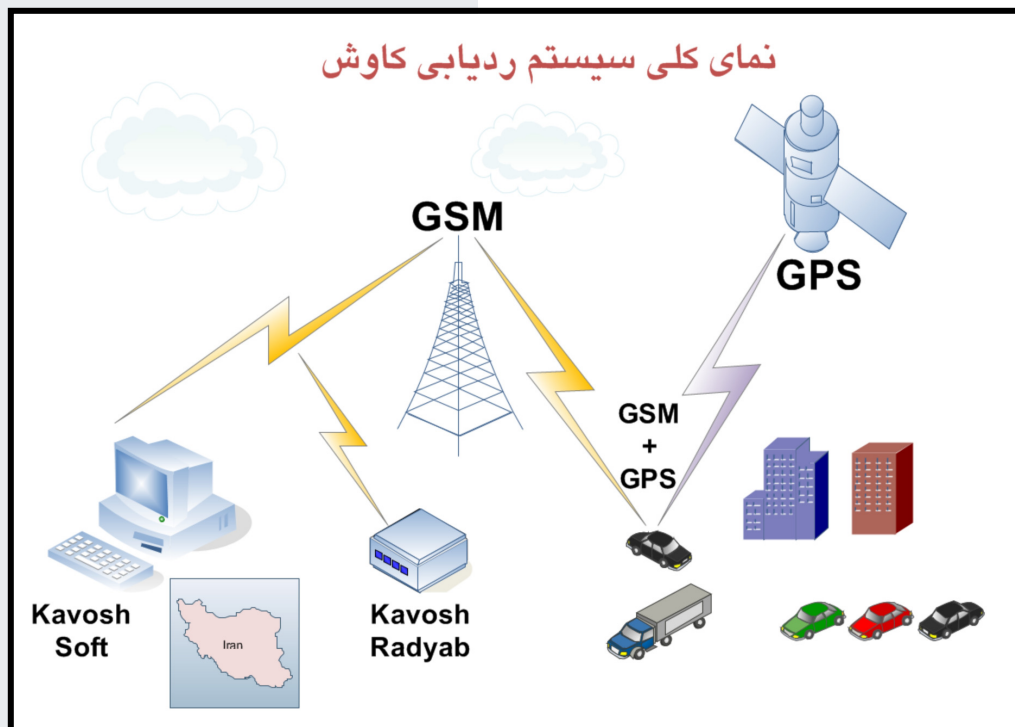 نمای کلی سیستم ردیابی کاوش
GSM
GPS
GSM
+
GPS
Kavosh
Soft
Iran
Kavosh
Radyab